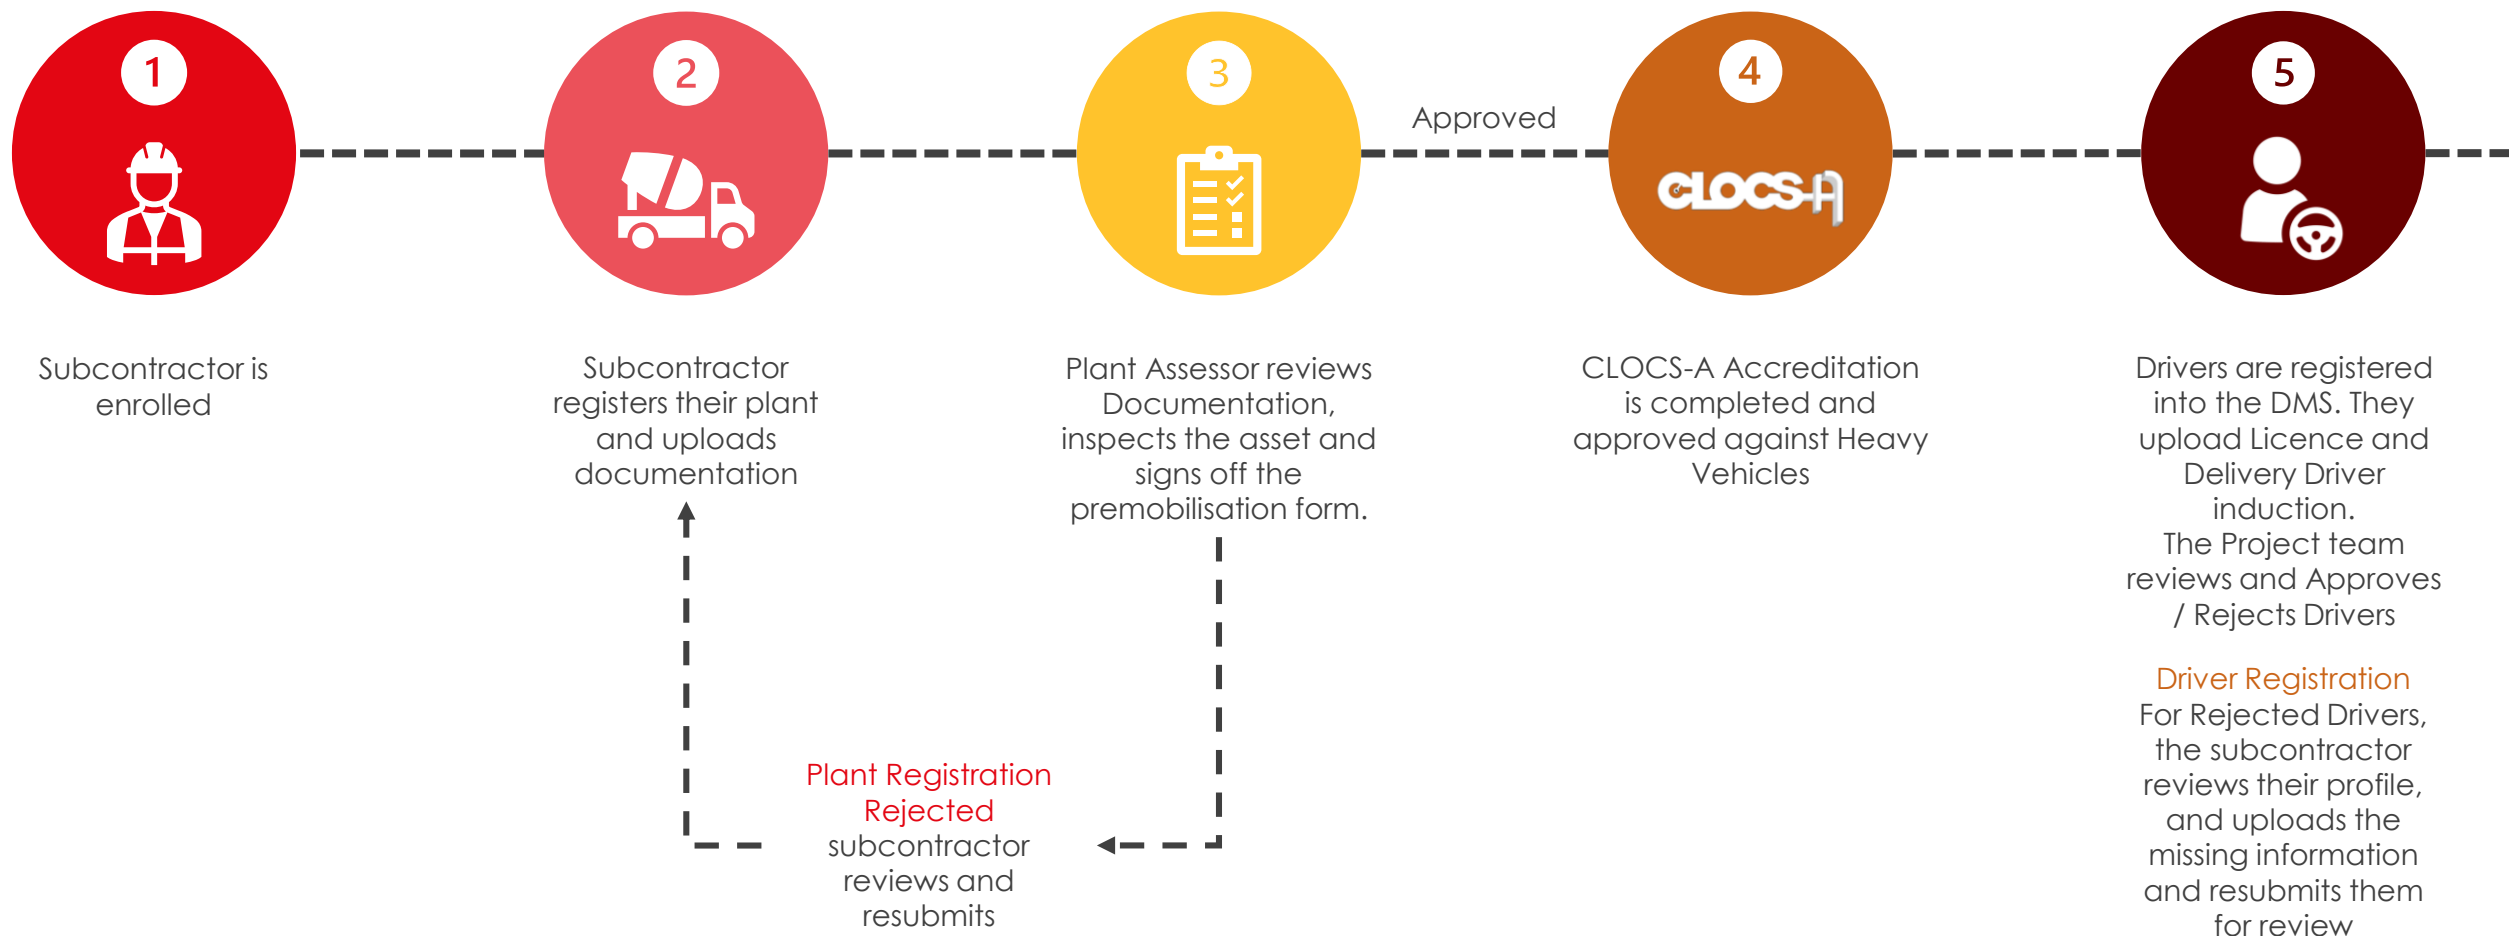 1
Subcontractor is
enrolled
2
Subcontractor
registers their plant
and uploads
documentation
3
Plant Assessor reviews
Documentation,
inspects the asset and
signs off the
premobilisation form.
Plant Registration
Rejected
subcontractor
reviews and
resubmits
Approved
4
CLOCS-A
CLOCS-A Accreditation
is completed and
approved against Heavy
Vehicles
5
Drivers are registered
into the DMS. They
upload Licence and
Delivery Driver
induction.
The Project team
reviews and Approves
/ Rejects Drivers
Driver Registration
For Rejected Drivers,
the subcontractor
reviews their profile,
and uploads the
missing information
and resubmits them
for review